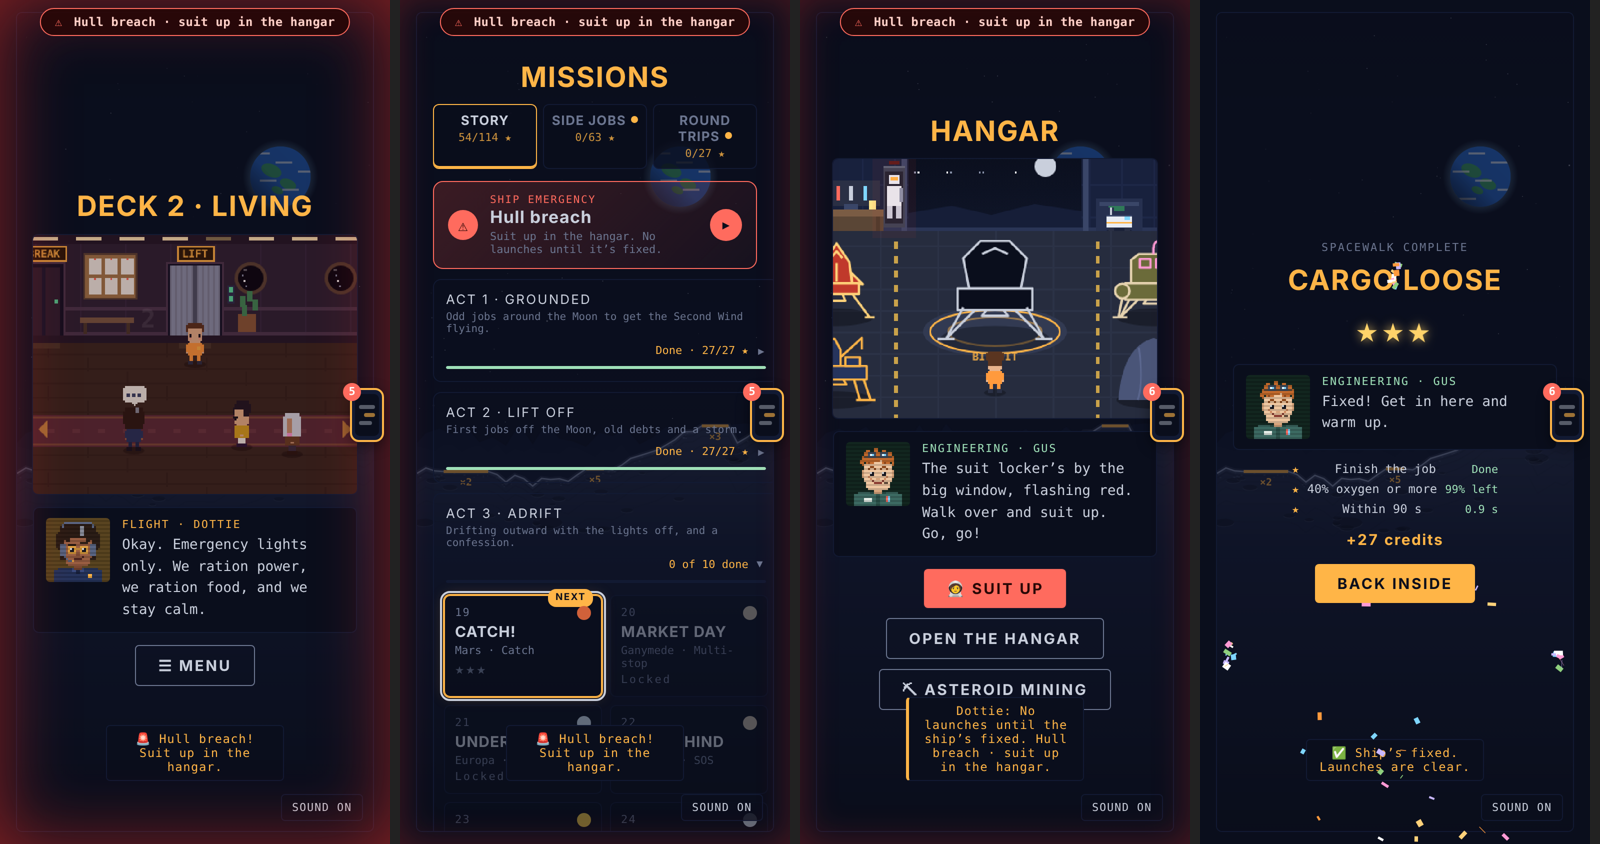 ⚠ Hull breach · suit up in the hangar
DECK 2 · LIVING
REAK
LIFT
2
5
FLIGHT · DOTTIE
Okay. Emergency lights
only. We ration power,
we ration food, and we
stay calm.
☰ MENU
🚨 Hull breach!
Suit up in the
hangar.
SOUND ON
⚠ Hull breach · suit up in the hangar
MISSIONS
STORY
54/114 ★
SIDE JOBS
0/63 ★
ROUND
TRIPS
0/27 ★
SHIP EMERGENCY
Hull breach
Suit up in the hangar. No
launches until it's fixed.
ACT 1 · GROUNDED
Odd jobs around the Moon to get the Second Wind
flying.
Done · 27/27 ★ ▶
5
ACT 2 · LIFT OFF
First jobs off the Moon, old debts and a storm.
×3
Done · 27/27 ★ ▶
×2
×5
ACT 3 · ADRIFT
Drifting outward with the lights off, and a
confession.
0 of 10 done ▼
NEXT
19
CATCH!
Mars · Catch
★★★
20
MARKET DAY
Ganymede · Multi-
stop
Locked
21
UNDER
Europa ·
Locked
22
HIND
SOS
🚨 Hull breach!
Suit up in the
hangar.
23
24
SOUND ON
⚠ Hull breach · suit up in the hangar
HANGAR
6
ENGINEERING · GUS
The suit locker's by the
big window, flashing red.
Walk over and suit up.
Go, go!
SUIT UP
OPEN THE HANGAR
⛏ ASTEROID MINING
Dottie: No
launches until the
ship's fixed. Hull
breach · suit up
in the hangar.
SOUND ON
SPACEWALK COMPLETE
CARGO LOOSE
★★★
6
ENGINEERING · GUS
Fixed! Get in here and
warm up.
★ Finish the job Done
★ 40% oxygen or more 99% left
★ Within 90 s 0.9 s
×2
×5
+27 credits
BACK INSIDE
✅ Ship's fixed.
Launches are clear.
SOUND ON